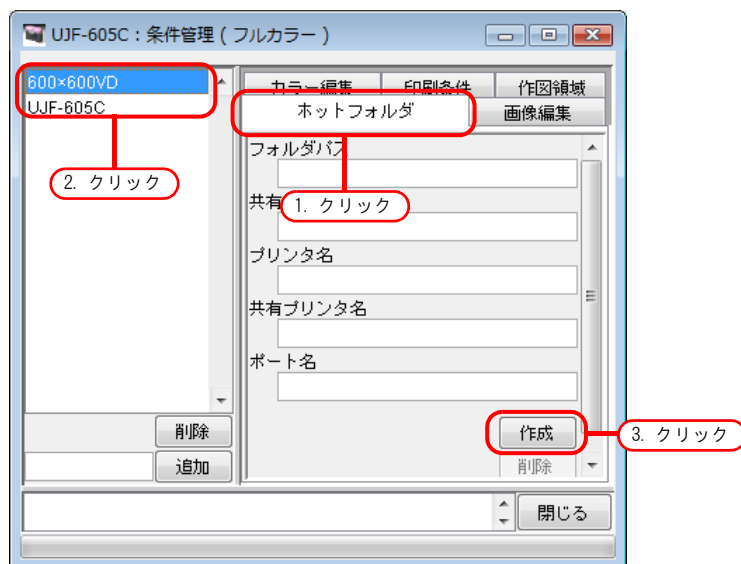 UJF-605C：条件管理 ( フルカラー )
600×600VD
UJF-605C
カラー編集 印刷条件 作図領域
ホットフォルダ 画像編集
フォルダパス
2. クリック
共有
1. クリック
プリンタ名
共有プリンタ名
ポート名
削除
作成
3. クリック
追加
削除
閉じる